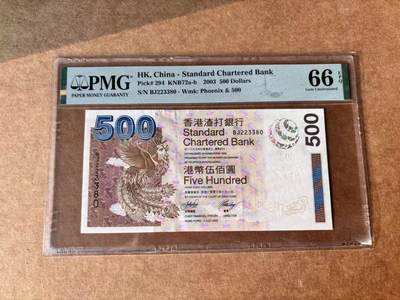 PMG
PAPER MONEY GUARANTY
HK, China - Standard Chartered Bank
Pick# 294 KNB72a-b 2003 500 Dollars
S/N BJ223380 - Wmk: Phoenix & 500
66 EPQ
Gem Uncirculated
500
香港渣打銀行
Standard
Chartered Bank
BJ223380
港幣伍佰圓
Five Hundred
500